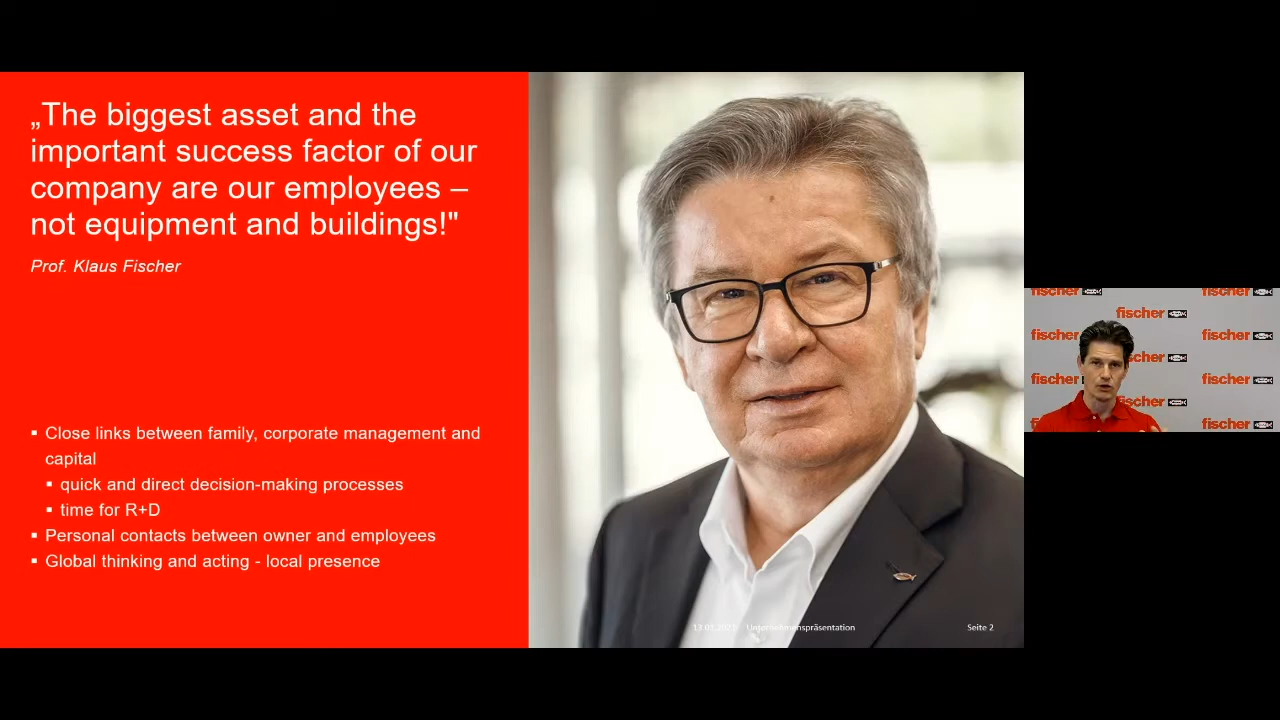 „The biggest asset and the
important success factor of our
company are our employees –
not equipment and buildings!"
Prof. Klaus Fischer
▪ Close links between family, corporate management and
capital
▪ quick and direct decision-making processes
▪ time for R+D
▪ Personal contacts between owner and employees
▪ Global thinking and acting - local presence
Unternehmenspräsentation
Seite 2
fischer
fischer
fischer
fischer
fischer
fischer
fischer
fischer
fischer
fischer